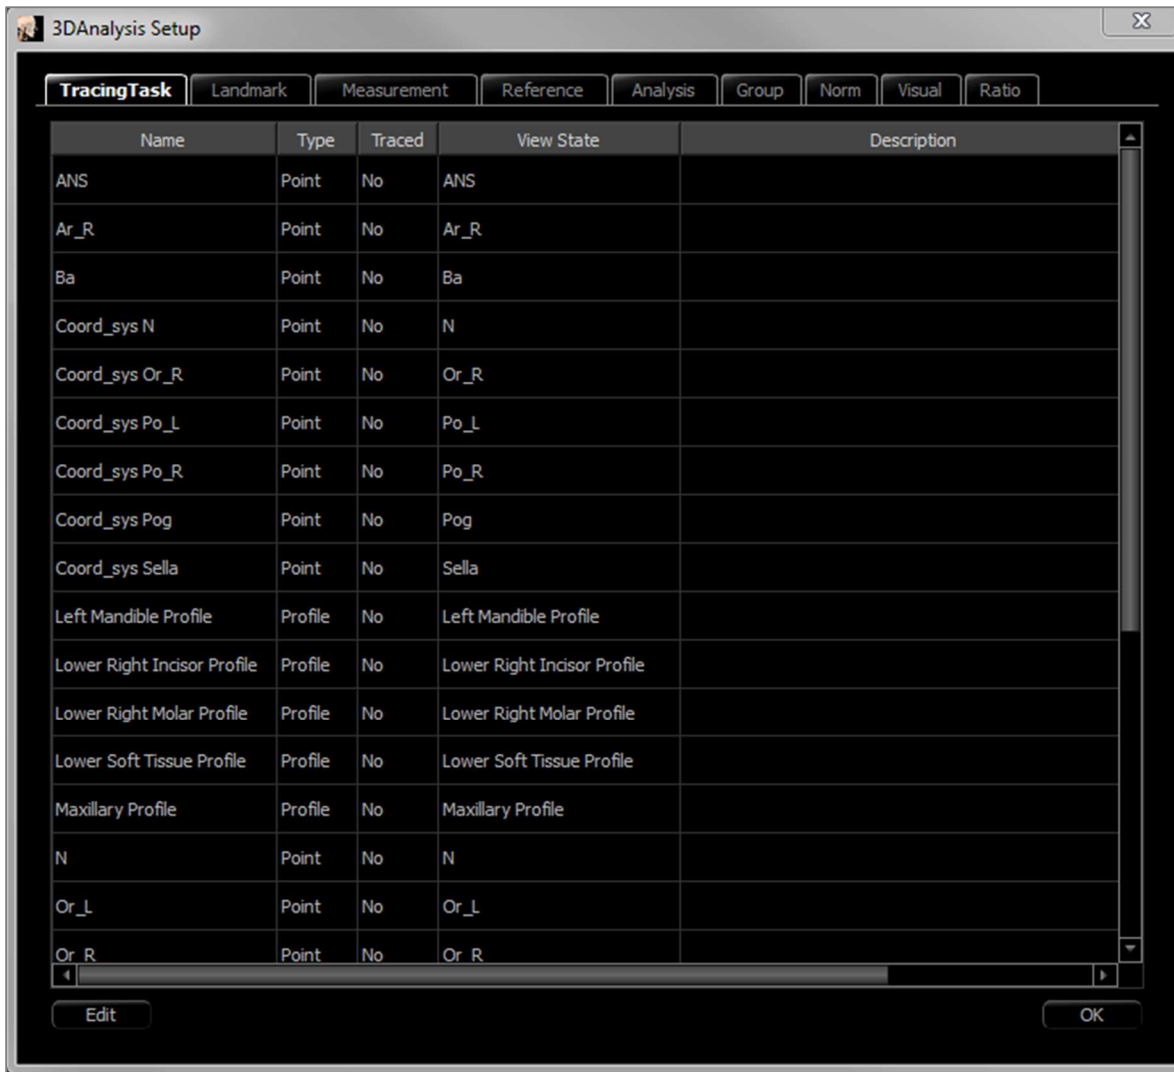 3DAnalysis Setup
TracingTask Landmark Measurement Reference Analysis Group Norm Visual Ratio
Name Type Traced View State Description
ANS Point No ANS
Ar_R Point No Ar_R
Ba Point No Ba
Coord_sys N Point No N
Coord_sys Or_R Point No Or_R
Coord_sys Po_L Point No Po_L
Coord_sys Po_R Point No Po_R
Coord_sys Pog Point No Pog
Coord_sys Sella Point No Sella
Left Mandible Profile Profile No Left Mandible Profile
Lower Right Incisor Profile Profile No Lower Right Incisor Profile
Lower Right Molar Profile Profile No Lower Right Molar Profile
Lower Soft Tissue Profile Profile No Lower Soft Tissue Profile
Maxillary Profile Profile No Maxillary Profile
N Point No N
Or_L Point No Or_L
Or_R Point No Or_R
Edit OK